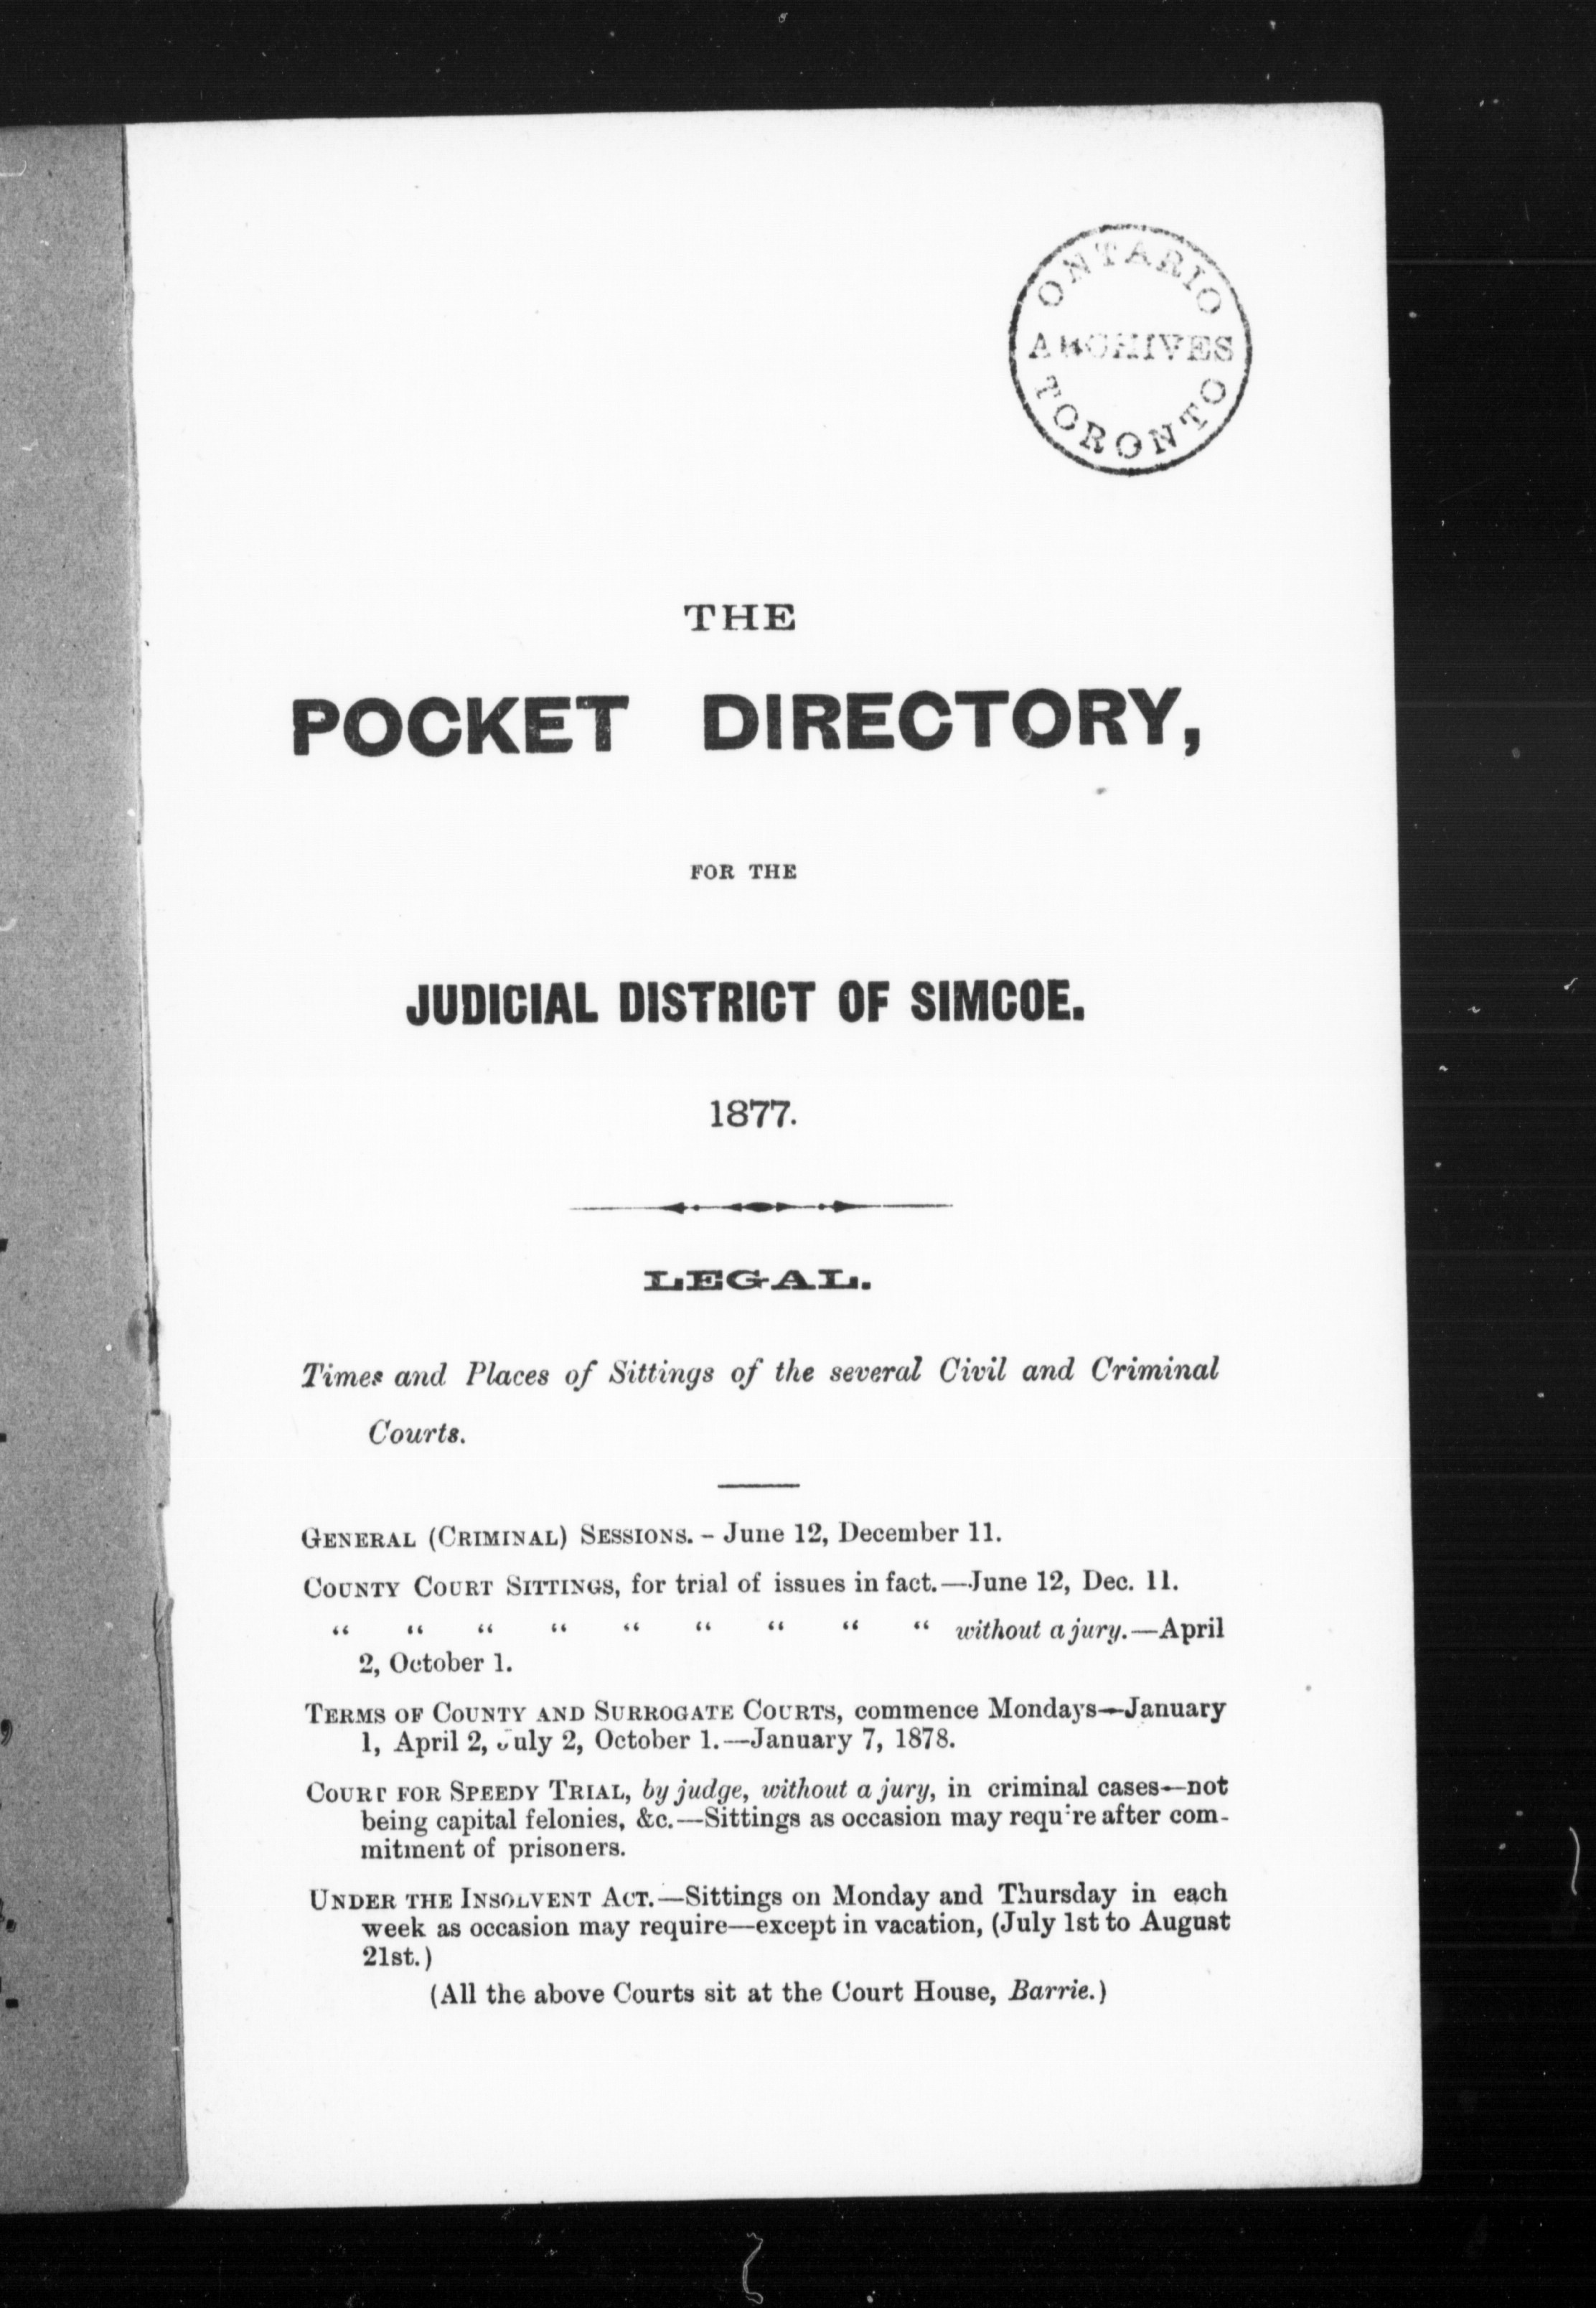 ONTARIO
ARCHIVES
TORONTO
THE
POCKET DIRECTORY,
FOR THE
JUDICIAL DISTRICT OF SIMCOE.
1877.
LEGAL.
Times and Places of Sittings of the several Civil and Criminal
Courts.
GENERAL (CRIMINAL) SESSIONS. - June 12, December 11.
COUNTY COURT SITTINGS, for trial of issues in fact.—June 12, Dec. 11.
“ “ “ “ “ “ “ “ “ without a jury.—April
2, October 1.
TERMS OF COUNTY AND SURROGATE COURTS, commence Mondays—January
1, April 2, July 2, October 1.—January 7, 1878.
COURT FOR SPEEDY TRIAL, by judge, without a jury, in criminal cases—not
being capital felonies, &c.—Sittings as occasion may require after com-
mitment of prisoners.
UNDER THE INSOLVENT ACT.—Sittings on Monday and Thursday in each
week as occasion may require—except in vacation, (July 1st to August
21st.)
(All the above Courts sit at the Court House, Barrie.)